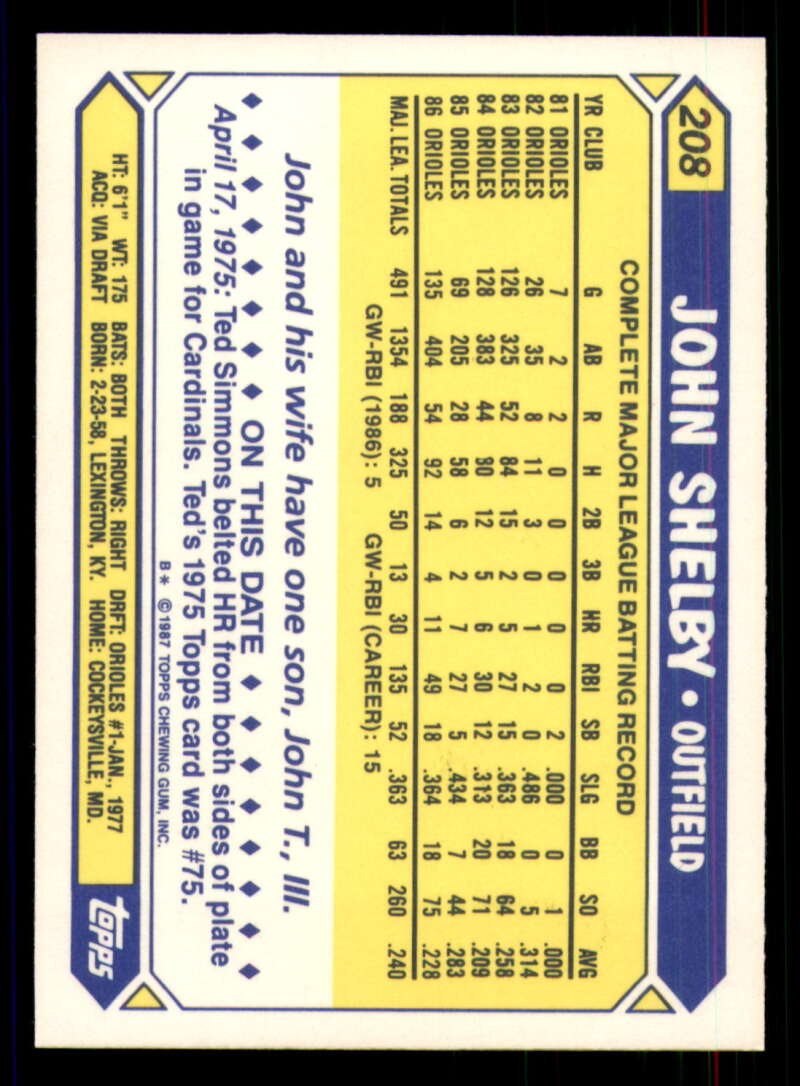 208
JOHN SHELBY • OUTFIELD
COMPLETE MAJOR LEAGUE BATTING RECORD
YR CLUB G AB R H 2B 3B HR RBI SB SLG BB SO AVG
81 ORIOLES 7 2 2 0 0 0 0 0 2 .000 0 1 .000
82 ORIOLES 26 35 8 11 3 0 1 2 0 .486 0 5 .314
83 ORIOLES 126 325 52 84 15 2 5 27 15 .363 18 64 .258
84 ORIOLES 128 383 44 80 12 5 6 30 12 .313 20 71 .209
85 ORIOLES 69 205 28 58 6 2 7 27 5 .434 7 44 .283
86 ORIOLES 135 404 54 92 14 4 11 49 18 .364 18 75 .228
MAJ. LEA. TOTALS 491 1354 188 325 50 13 30 135 52 .363 63 260 .240
GW-RBI (1986): 5 GW-RBI (CAREER): 15
John and his wife have one son, John T., III.
ON THIS DATE
April 17, 1975: Ted Simmons belted HR from both sides of plate
in game for Cardinals. Ted's 1975 Topps card was #75.
B* ©1987 TOPPS CHEWING GUM, INC.
HT: 6'1" WT: 175 BATS: BOTH THROWS: RIGHT DRFT: ORIOLES #1-JAN., 1977
ACQ: VIA DRAFT BORN: 2-23-58, LEXINGTON, KY. HOME: COCKEYSVILLE, MD.
topps